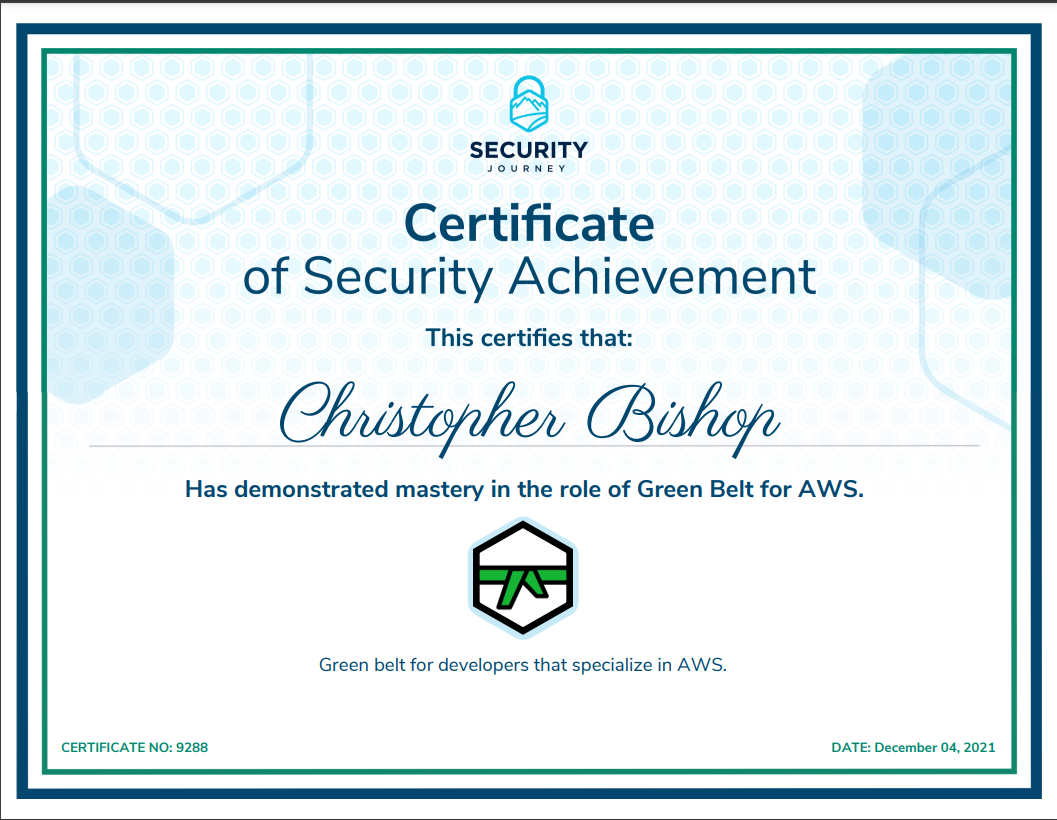 SECURITY
JOURNEY
Certificate
of Security Achievement
This certifies that:
Christopher Bishop
Has demonstrated mastery in the role of Green Belt for AWS.
Green belt for developers that specialize in AWS.
CERTIFICATE NO: 9288
DATE: December 04, 2021